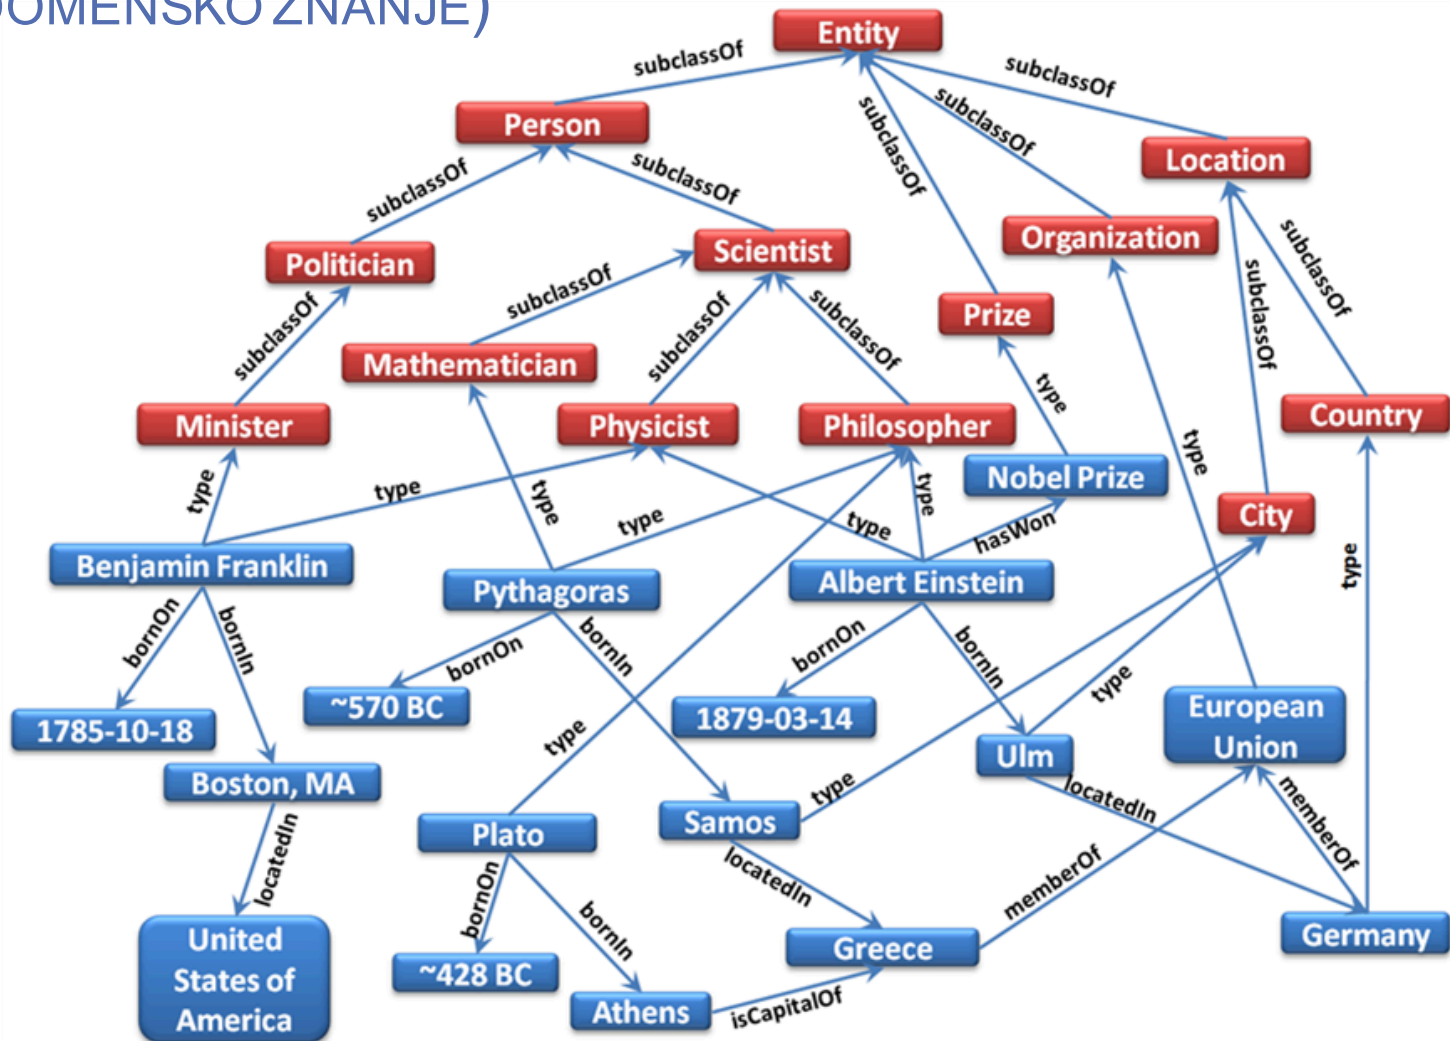 DOMENSKO ZNANJE)
Entity
subclassOf
subclassOf
subclassOf
subclassOf
Person
Location
subclassOf
subclassOf
subclassOf
subclassOf
Organization
Scientist
Politician
Prize
subclassOf
subclassOf
subclassOf
subclassOf
Mathematician
type
Minister
Physicist
Philosopher
Country
type
Nobel Prize
type
type
type
type
type
type
hasWon
City
Benjamin Franklin
Pythagoras
Albert Einstein
type
bornOn
bornIn
bornOn
bornIn
bornOn
bornIn
type
~570 BC
1879-03-14
European
Union
1785-10-18
type
Ulm
Boston, MA
type
locatedIn
memberOf
Samos
Plato
locatedIn
locatedIn
memberOf
bornOn
bornIn
United
States of
America
Greece
Germany
~428 BC
Athens
isCapitalOf